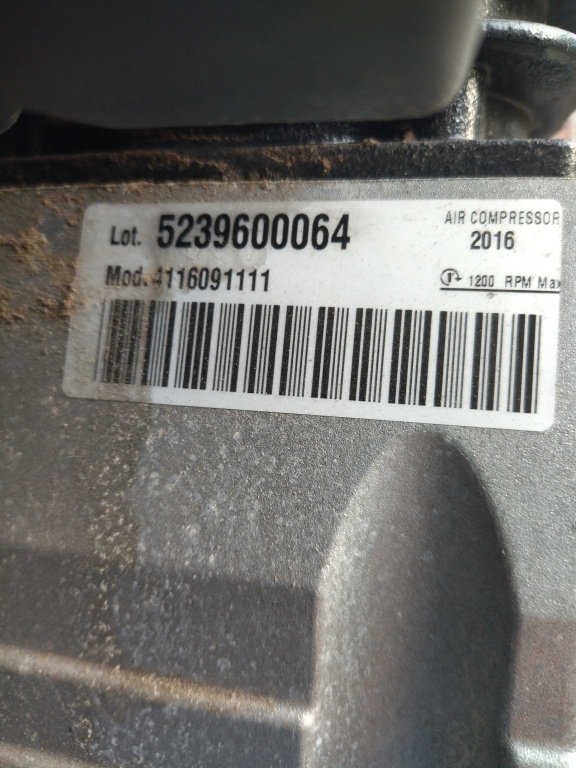 Lot. 5239600064
AIR COMPRESSOR
2016
Mod. 4116091111
1200 RPM Max